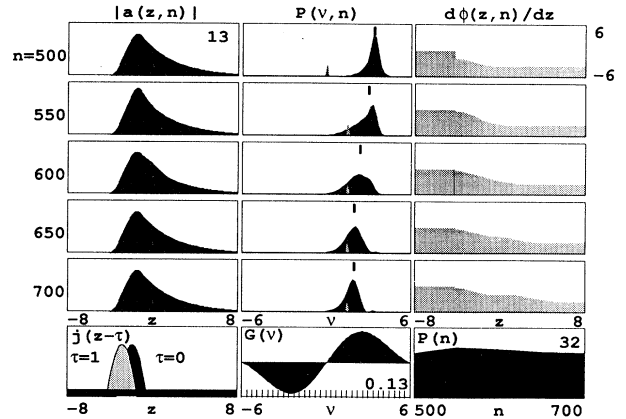 |a(z,n)| P(ν,n) dϕ(z,n)/dz
n=500 13 6
-6
550
600
650
700
-8 z 8 -6 ν 6 -8 z 8
j(z-τ) G(ν) P(n) 32
τ=1 τ=0
0.13
-8 z 8 -6 ν 6 500 n 700